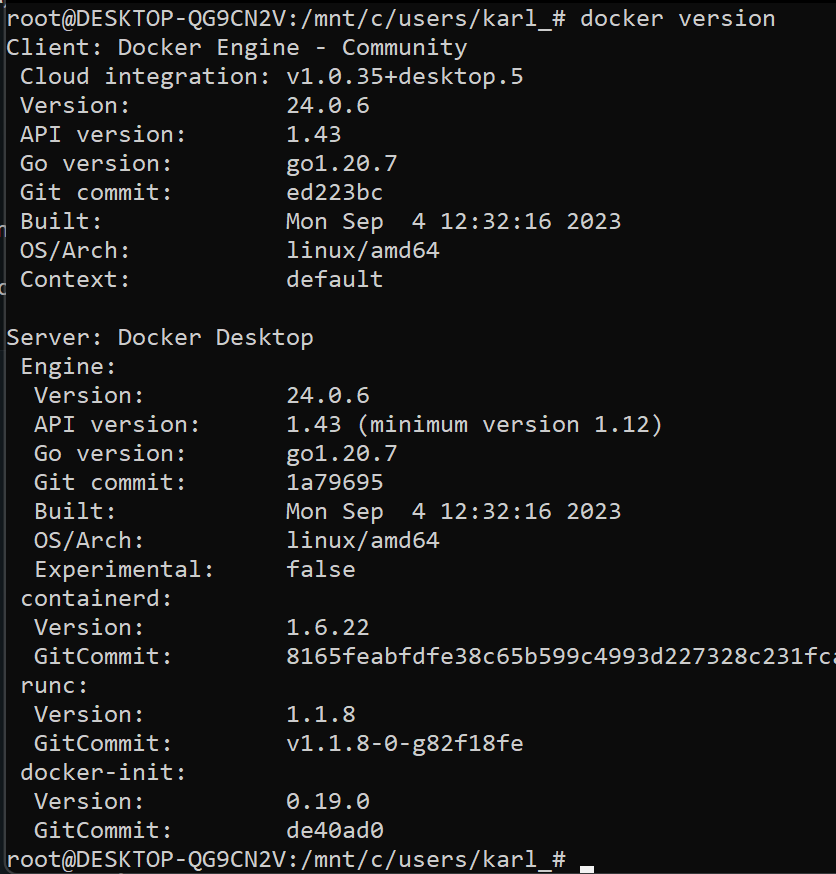 root@DESKTOP-QG9CN2V:/mnt/c/users/karl_# docker version
Client: Docker Engine - Community
 Cloud integration: v1.0.35+desktop.5
 Version:           24.0.6
 API version:       1.43
 Go version:        go1.20.7
 Git commit:        ed223bc
 Built:             Mon Sep  4 12:32:16 2023
 OS/Arch:           linux/amd64
 Context:           default

Server: Docker Desktop
 Engine:
  Version:          24.0.6
  API version:      1.43 (minimum version 1.12)
  Go version:       go1.20.7
  Git commit:       1a79695
  Built:            Mon Sep  4 12:32:16 2023
  OS/Arch:          linux/amd64
  Experimental:     false
 containerd:
  Version:          1.6.22
  GitCommit:        8165feabfdfe38c65b599c4993d227328c231fca
 runc:
  Version:          1.1.8
  GitCommit:        v1.1.8-0-g82f18fe
 docker-init:
  Version:          0.19.0
  GitCommit:        de40ad0
root@DESKTOP-QG9CN2V:/mnt/c/users/karl_#